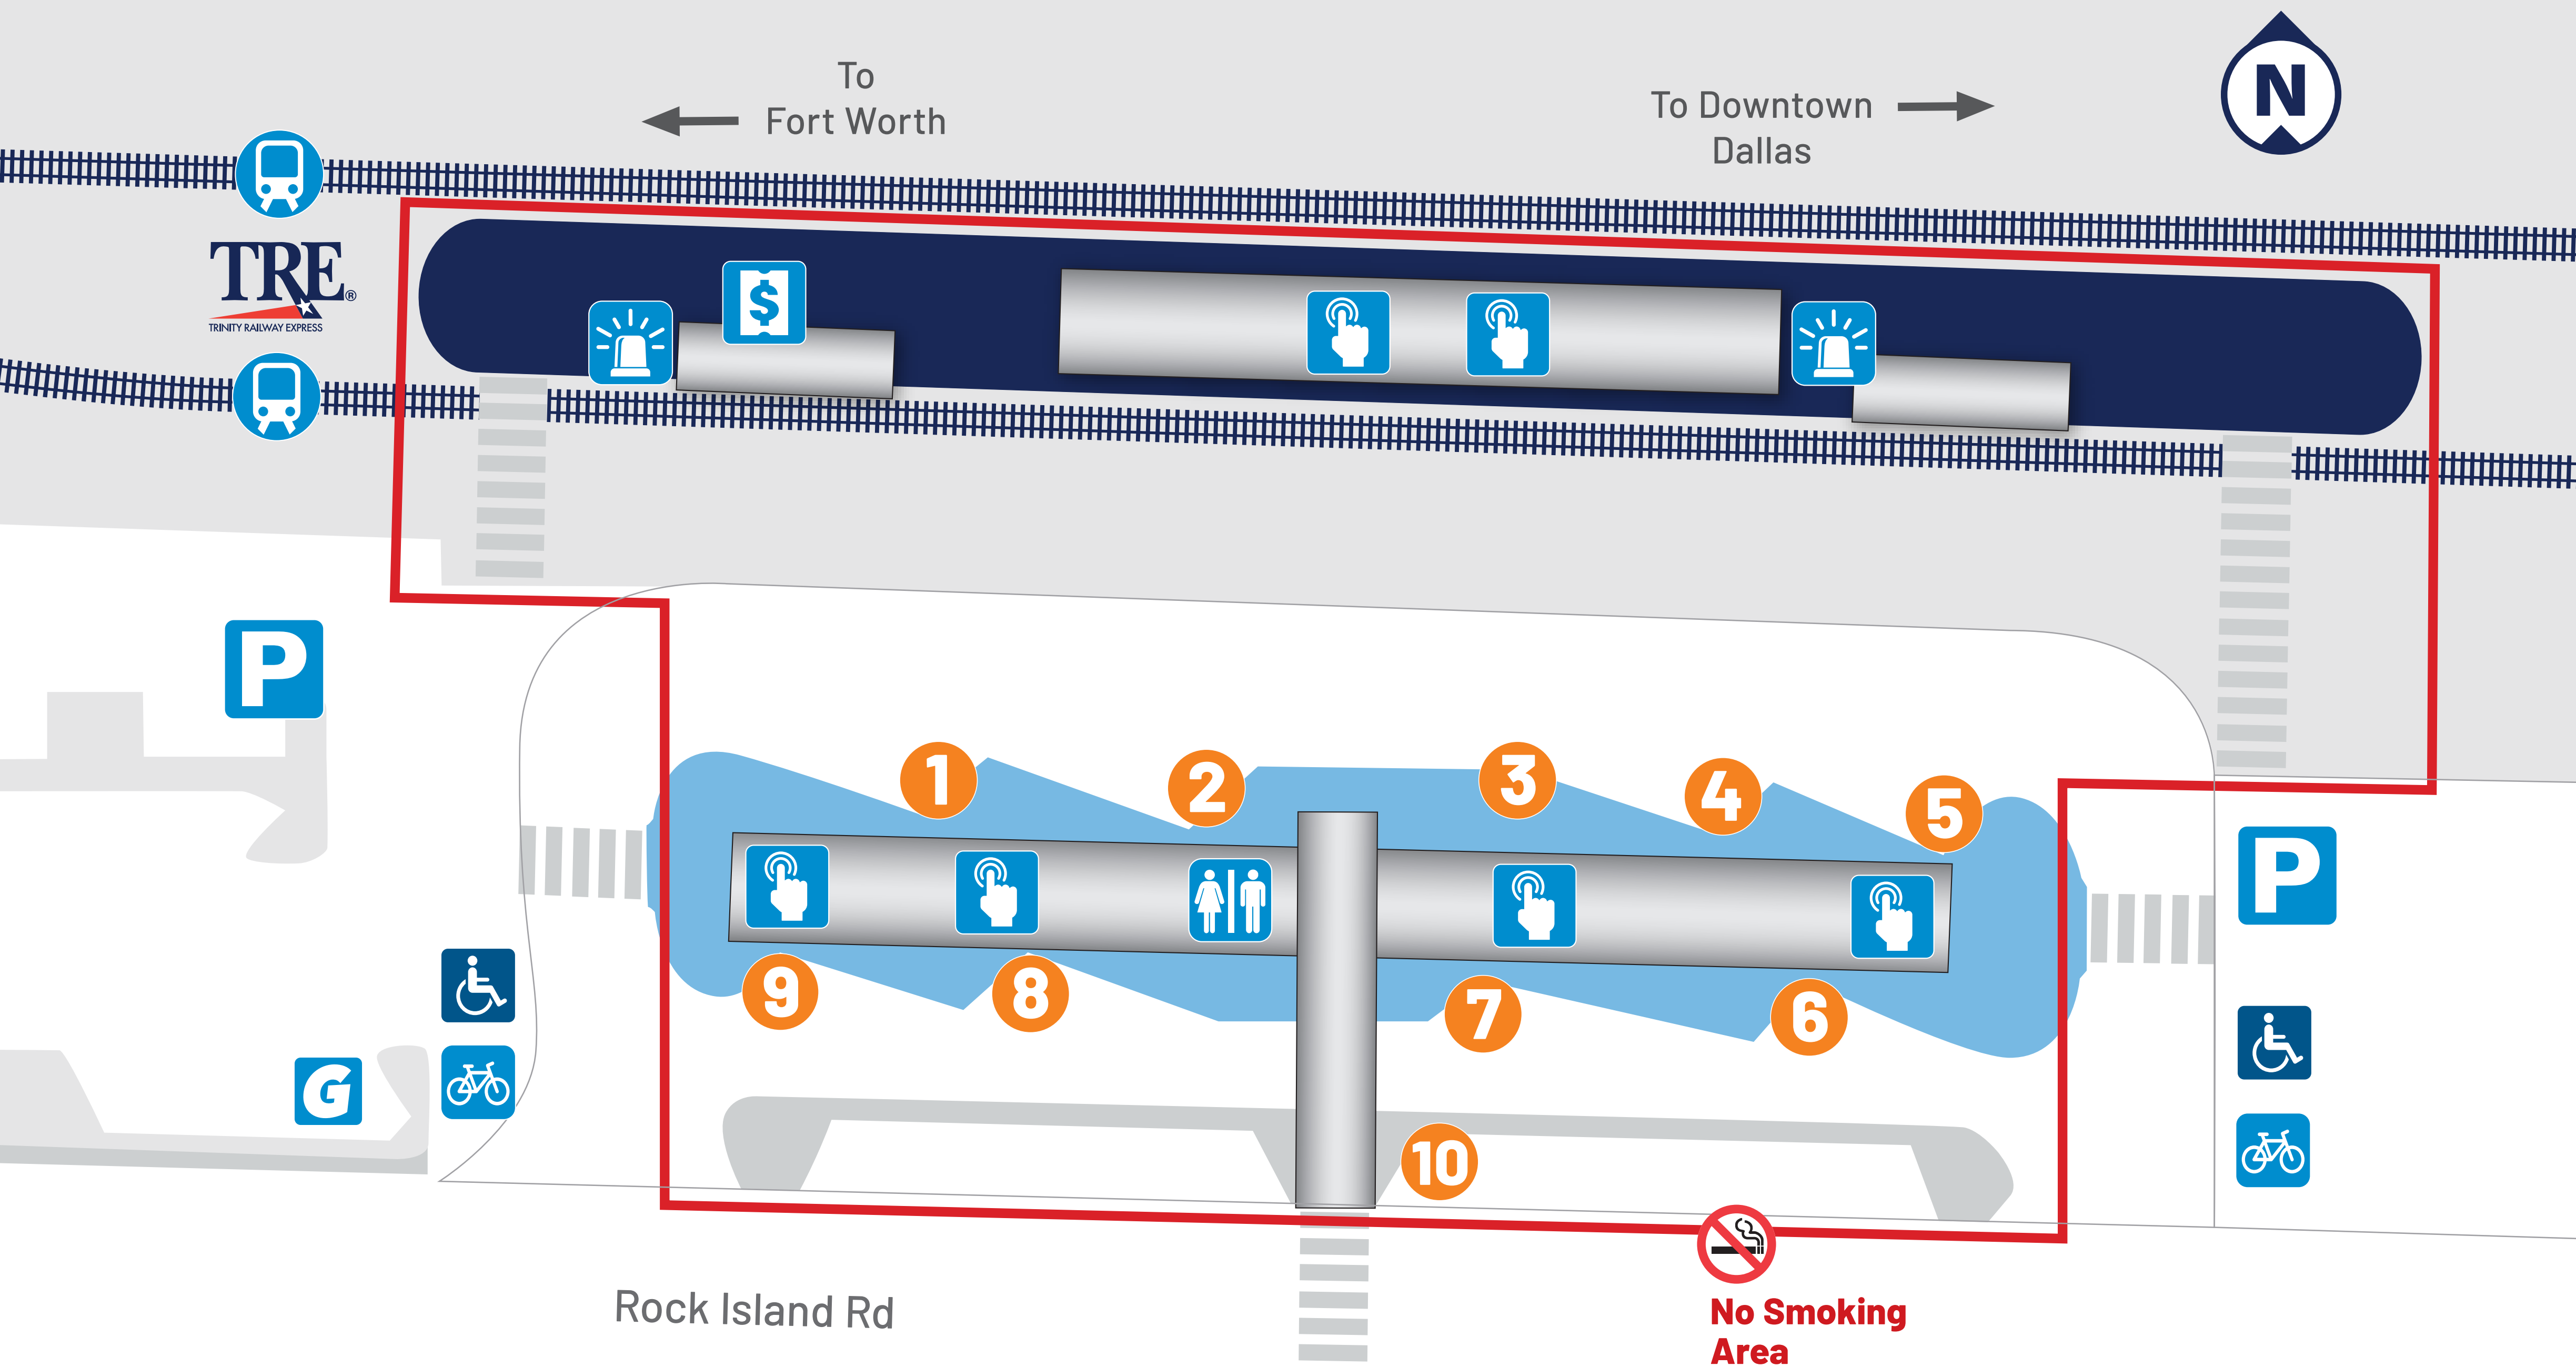 To
Fort Worth
To Downtown
Dallas
N
TRE®
TRINITY RAILWAY EXPRESS
$
P
1
2
3
4
5
P
9
8
7
6
G
10
Rock Island Rd
No Smoking
Area